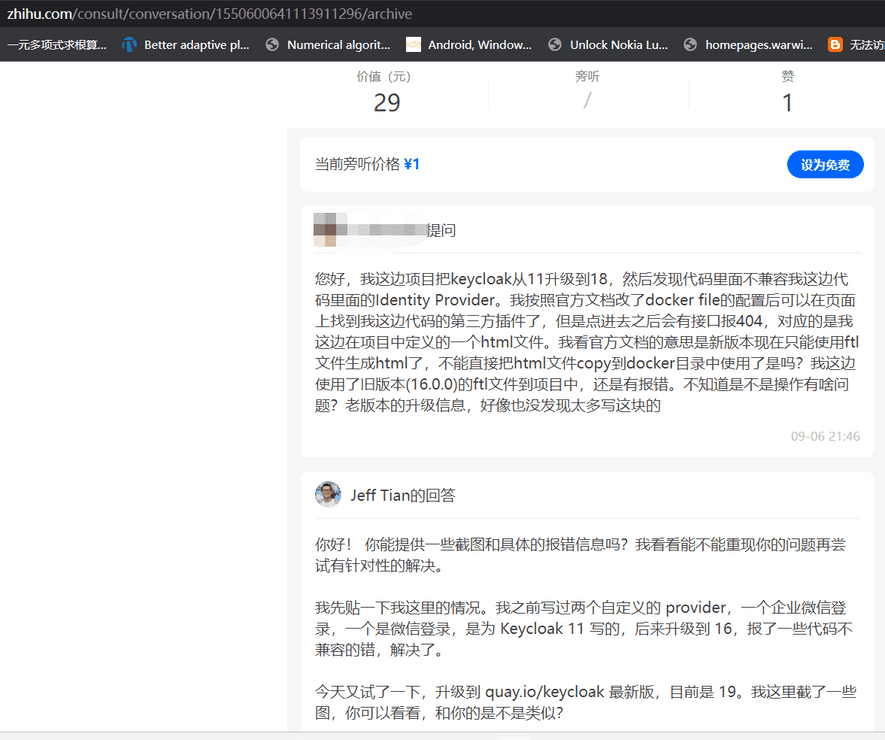 zhihu.com/consult/conversation/1550600641113911296/archive
一元多项式求根算... Better adaptive pl... Numerical algorit... Android, Window... Unlock Nokia Lu... homepages.warwi... 无法访
价值（元） 旁听 赞
29 / 1
当前旁听价格 ¥1 设为免费
提问
您好，我这边项目把keycloak从11升级到18，然后发现代码里面不兼容我这边代
码里面的Identity Provider。我按照官方文档改了docker file的配置后可以在页面
上找到我这边代码的第三方插件了，但是点进去之后会有接口报404，对应的是我
这边在项目中定义的一个html文件。我看官方文档的意思是新版本现在只能使用ftl
文件生成html了，不能直接把html文件copy到docker目录中使用了是吗？我这边
使用了旧版本(16.0.0)的ftl文件到项目中，还是有报错。不知道是不是操作有啥问
题？老版本的升级信息，好像也没发现太多写这块的
09-06 21:46
Jeff Tian的回答
你好！ 你能提供一些截图和具体的报错信息吗？我看看能不能重现你的问题再尝
试有针对性的解决。
我先贴一下我这里的情况。我之前写过两个自定义的 provider，一个企业微信登
录，一个是微信登录，是为 Keycloak 11 写的，后来升级到 16，报了一些代码不
兼容的错，解决了。
今天又试了一下，升级到 quay.io/keycloak 最新版，目前是 19。我这里截了一些
图，你可以看看，和你的是不是类似？